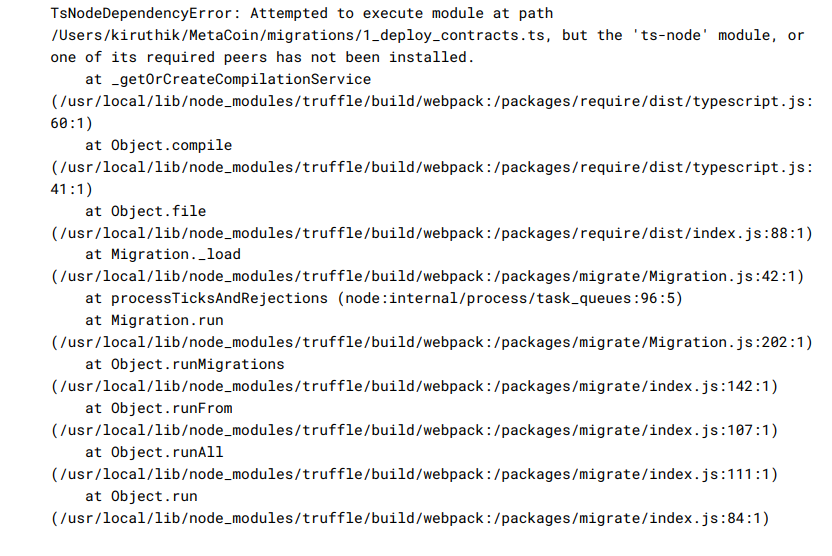 TsNodeDependencyError: Attempted to execute module at path
/Users/kiruthik/MetaCoin/migrations/1_deploy_contracts.ts, but the 'ts-node' module, or
one of its required peers has not been installed.
    at _getOrCreateCompilationService
(/usr/local/lib/node_modules/truffle/build/webpack:/packages/require/dist/typescript.js:
60:1)
    at Object.compile
(/usr/local/lib/node_modules/truffle/build/webpack:/packages/require/dist/typescript.js:
41:1)
    at Object.file
(/usr/local/lib/node_modules/truffle/build/webpack:/packages/require/dist/index.js:88:1)
    at Migration._load
(/usr/local/lib/node_modules/truffle/build/webpack:/packages/migrate/Migration.js:42:1)
    at processTicksAndRejections (node:internal/process/task_queues:96:5)
    at Migration.run
(/usr/local/lib/node_modules/truffle/build/webpack:/packages/migrate/Migration.js:202:1)
    at Object.runMigrations
(/usr/local/lib/node_modules/truffle/build/webpack:/packages/migrate/index.js:142:1)
    at Object.runFrom
(/usr/local/lib/node_modules/truffle/build/webpack:/packages/migrate/index.js:107:1)
    at Object.runAll
(/usr/local/lib/node_modules/truffle/build/webpack:/packages/migrate/index.js:111:1)
    at Object.run
(/usr/local/lib/node_modules/truffle/build/webpack:/packages/migrate/index.js:84:1)